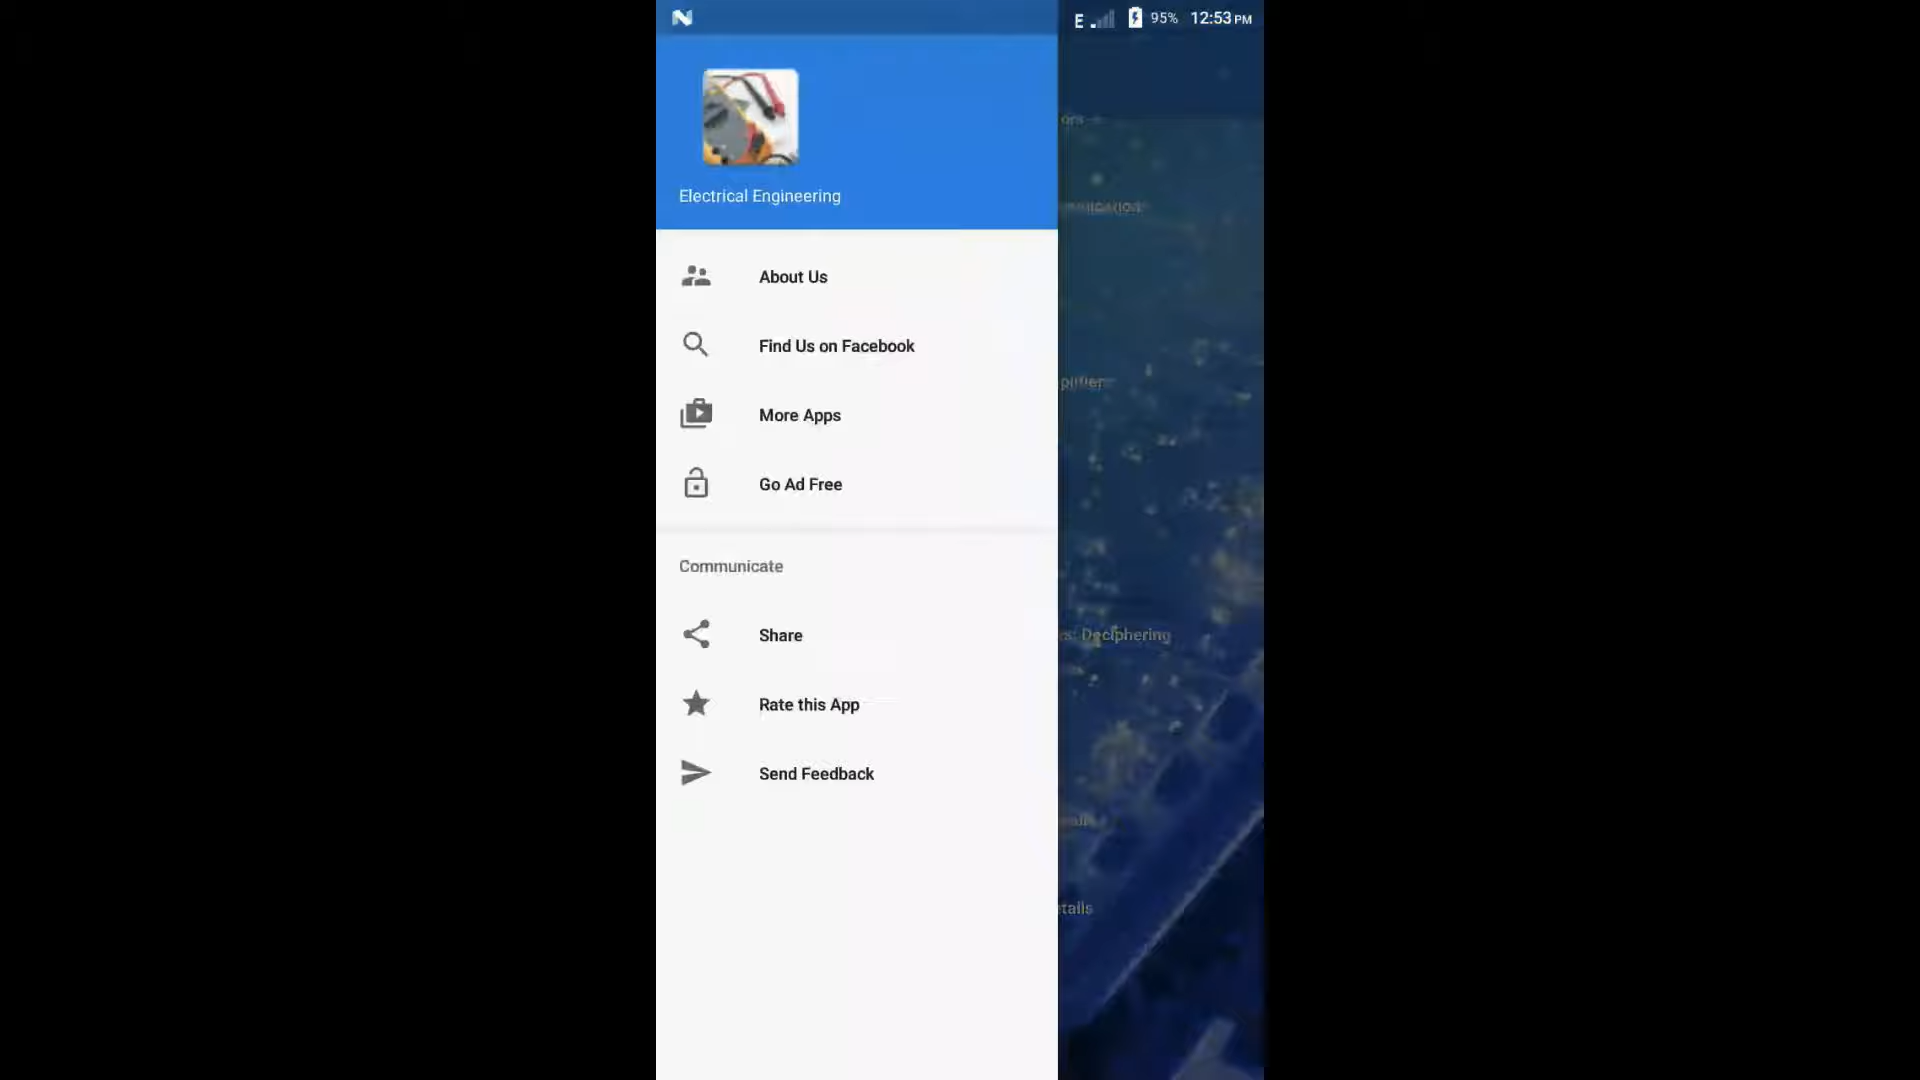 E 95% 12:53 PM
Electrical Engineering
About Us
Find Us on Facebook
More Apps
Go Ad Free
Communicate
Share
Rate this App
Send Feedback
Deciphering